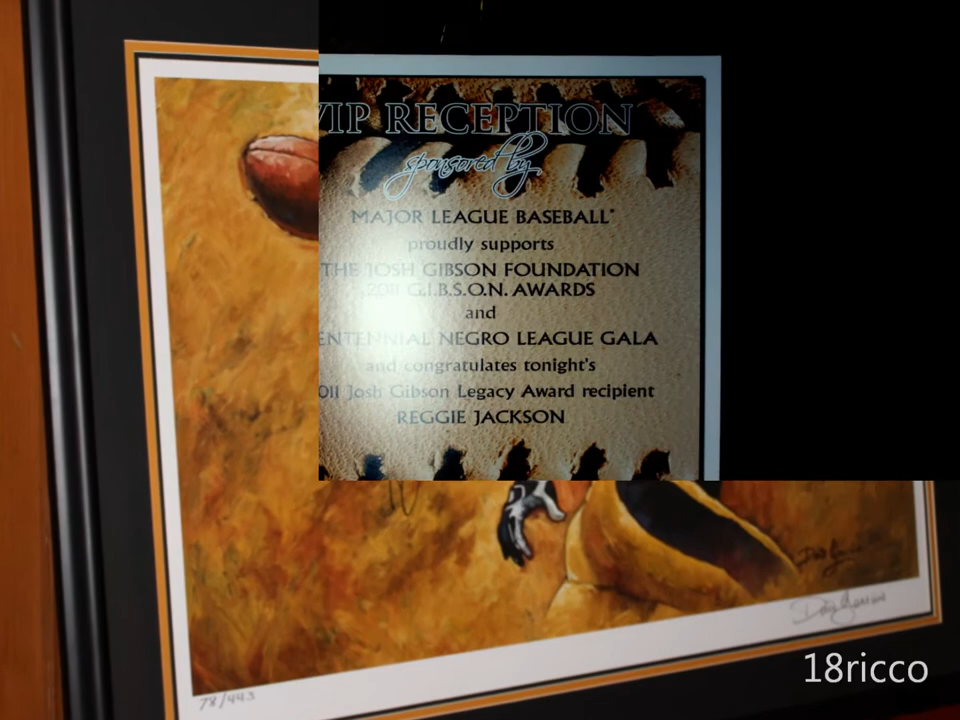 VIP RECEPTION
sponsored by
MAJOR LEAGUE BASEBALL
proudly supports
THE JOSH GIBSON FOUNDATION
2011 G.I.B.S.O.N. AWARDS
and
ENTENNIAL NEGRO LEAGUE GALA
and congratulates tonight's
011 Josh Gibson Legacy Award recipient
REGGIE JACKSON
78/443
18ricco